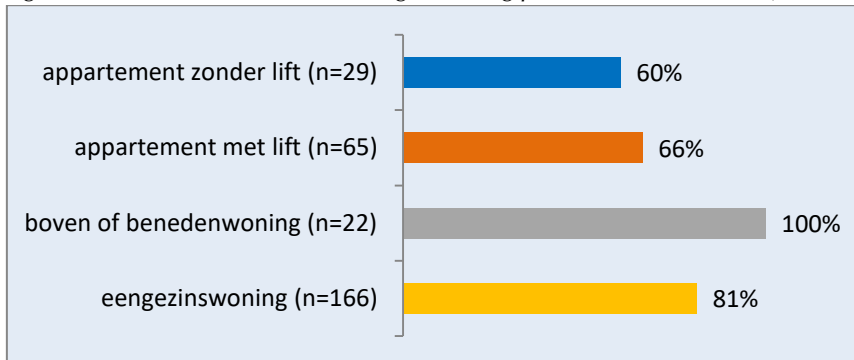 appartement zonder lift (n=29) 60%
appartement met lift (n=65) 66%
boven of benedenwoning (n=22) 100%
eengezinswoning (n=166) 81%